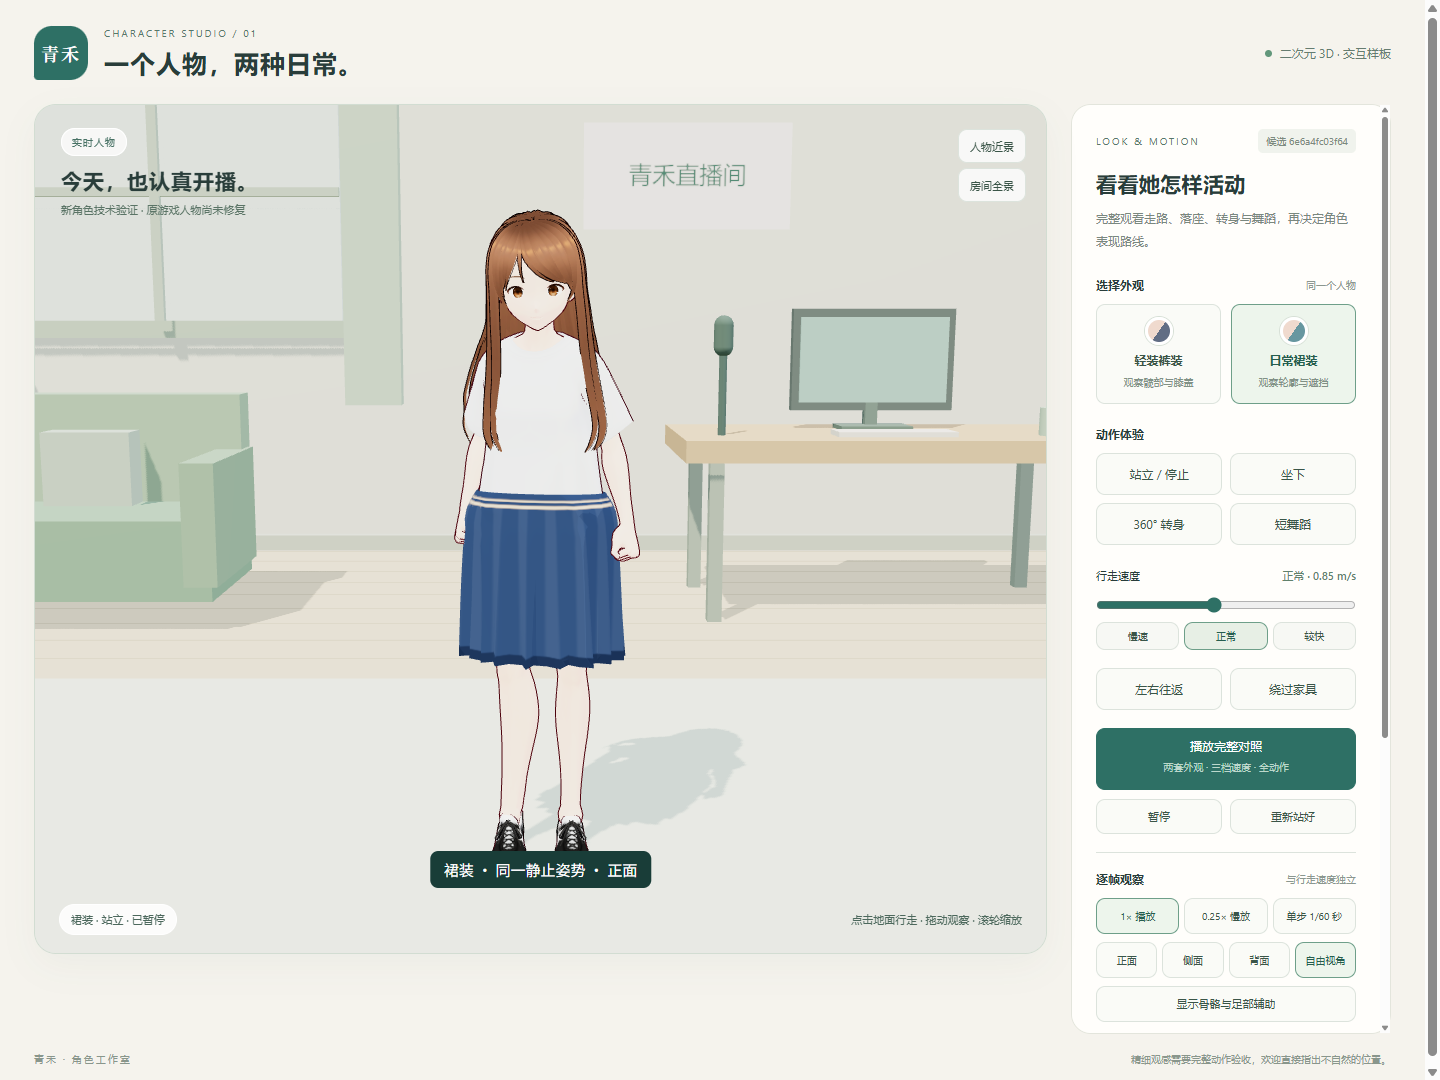 青禾
CHARACTER STUDIO / 01
一个人物，两种日常。
二次元 3D · 交互样板
实时人物
今天，也认真开播。
新角色技术验证 · 原游戏人物尚未修复
青禾直播间
人物近景
房间全景
裙装 · 同一静止姿势 · 正面
裙装 · 站立 · 已暂停
点击地面行走 · 拖动观察 · 滚轮缩放
LOOK & MOTION
候选 6e6a4fc03f64
看看她怎样活动
完整观看走路、落座、转身与舞蹈，再决定角色
表现路线。
选择外观
同一个人物
轻装裤装
观察髋部与膝盖
日常裙装
观察轮廓与遮挡
动作体验
站立 / 停止
坐下
360° 转身
短舞蹈
行走速度
正常 · 0.85 m/s
慢速
正常
较快
左右往返
绕过家具
播放完整对照
两套外观 · 三档速度 · 全动作
暂停
重新站好
逐帧观察
与行走速度独立
1× 播放
0.25× 慢放
单步 1/60 秒
正面
侧面
背面
自由视角
显示骨骼与足部辅助
青禾 · 角色工作室
精细观感需要完整动作验收，欢迎直接指出不自然的位置。